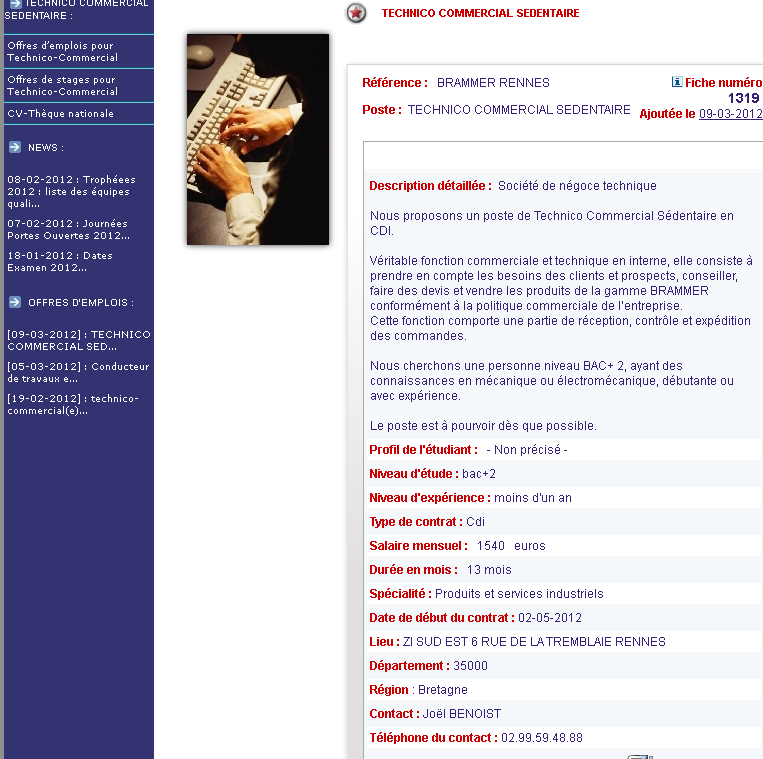 TECHNICO COMMERCIAL
SEDENTAIRE :
Offres d'emplois pour
Technico-Commercial
Offres de stages pour
Technico-Commercial
CV-Thèque nationale
NEWS :
08-02-2012 : Trophéees
2012 : liste des équipes
quali...
07-02-2012 : Journées
Portes Ouvertes 2012...
18-01-2012 : Dates
Examen 2012...
OFFRES D'EMPLOIS :
[09-03-2012] : TECHNICO
COMMERCIAL SED...
[05-03-2012] : Conducteur
de travaux e...
[19-02-2012] : technico-
commercial(e)...
TECHNICO COMMERCIAL SEDENTAIRE
Référence : BRAMMER RENNES
Fiche numéro
1319
Poste : TECHNICO COMMERCIAL SEDENTAIRE
Ajoutée le 09-03-2012
Description détaillée : Société de négoce technique
Nous proposons un poste de Technico Commercial Sédentaire en
CDI.
Véritable fonction commerciale et technique en interne, elle consiste à
prendre en compte les besoins des clients et prospects, conseiller,
faire des devis et vendre les produits de la gamme BRAMMER
conformément à la politique commerciale de l'entreprise.
Cette fonction comporte une partie de réception, contrôle et expédition
des commandes.
Nous cherchons une personne niveau BAC+ 2, ayant des
connaissances en mécanique ou électromécanique, débutante ou
avec expérience.
Le poste est à pourvoir dès que possible.
Profil de l'étudiant : - Non précisé -
Niveau d'étude : bac+2
Niveau d'expérience : moins d'un an
Type de contrat : Cdi
Salaire mensuel : 1540 euros
Durée en mois : 13 mois
Spécialité : Produits et services industriels
Date de début du contrat : 02-05-2012
Lieu : ZI SUD EST 6 RUE DE LA TREMBLAIE RENNES
Département : 35000
Région : Bretagne
Contact : Joël BENOIST
Téléphone du contact : 02.99.59.48.88